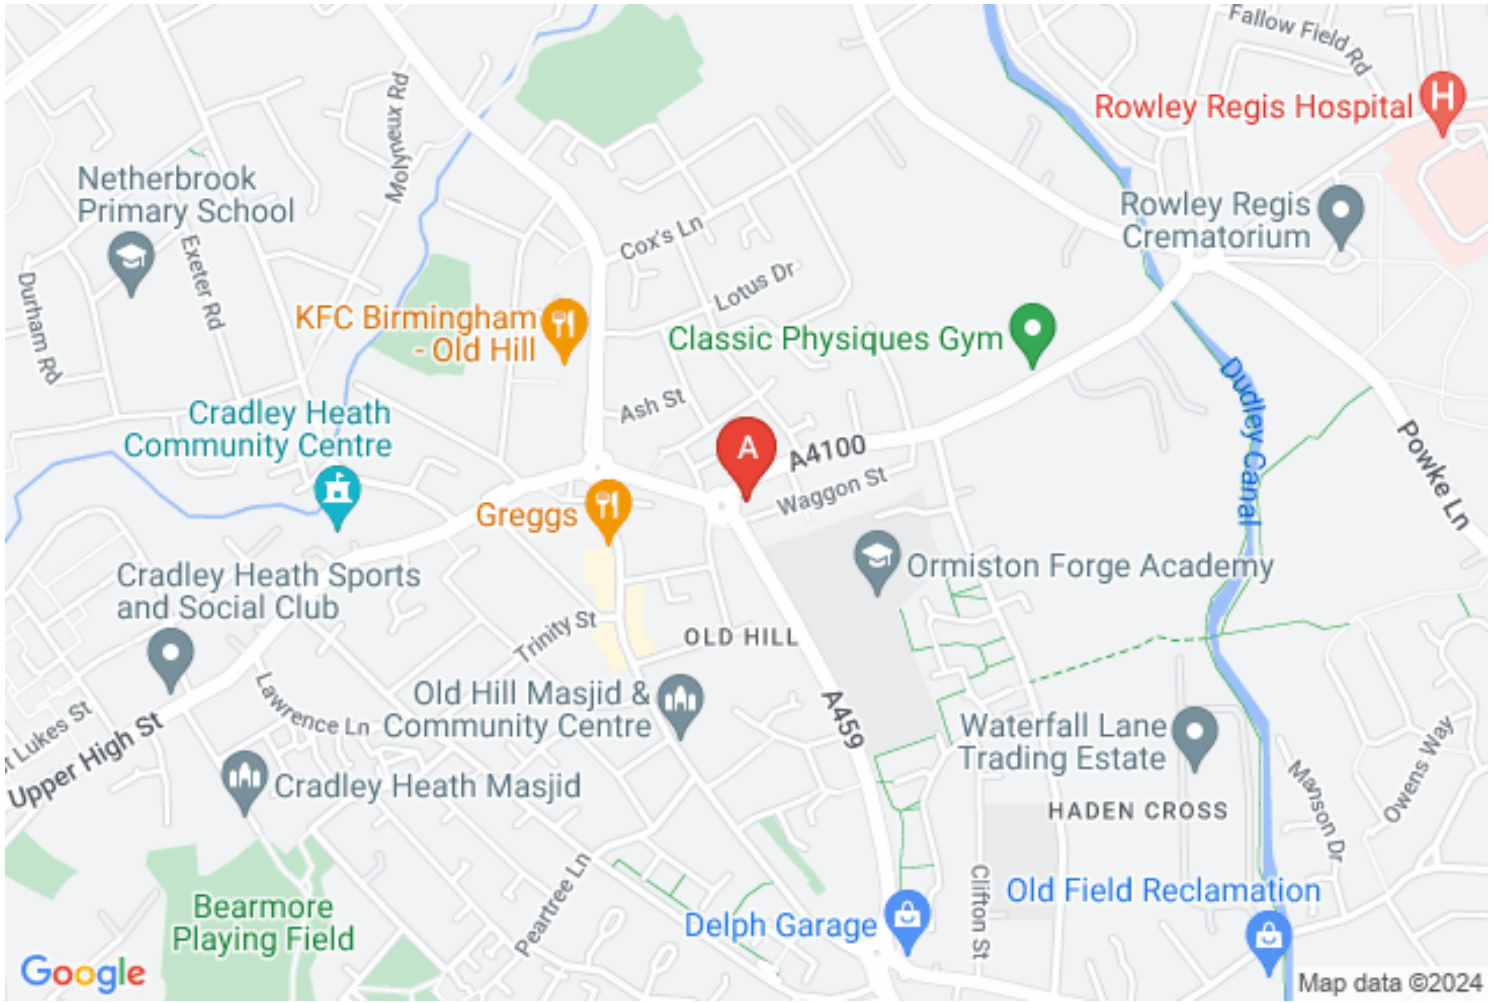 Fallow Field Rd
Rowley Regis Hospital
H
Molyneux Rd
Netherbrook
Primary School
Rowley Regis
Crematorium
Cox's Ln
Exeter Rd
Lotus Dr
Durham Rd
KFC Birmingham
- Old Hill
Classic Physiques Gym
Dudley Canal
Ash St
Cradley Heath
Community Centre
A
A4100
Powke Ln
Waggon St
Greggs
Ormiston Forge Academy
Cradley Heath Sports
and Social Club
Trinity St
OLD HILL
Lawrence Ln
Old Hill Masjid &
Community Centre
A459
Lukes St
Upper High St
Waterfall Lane
Trading Estate
Cradley Heath Masjid
HADEN CROSS
Manson Dr
Owens Way
Peartree Ln
Clifton St
Old Field Reclamation
Bearmore
Playing Field
Delph Garage
Google
Map data ©2024